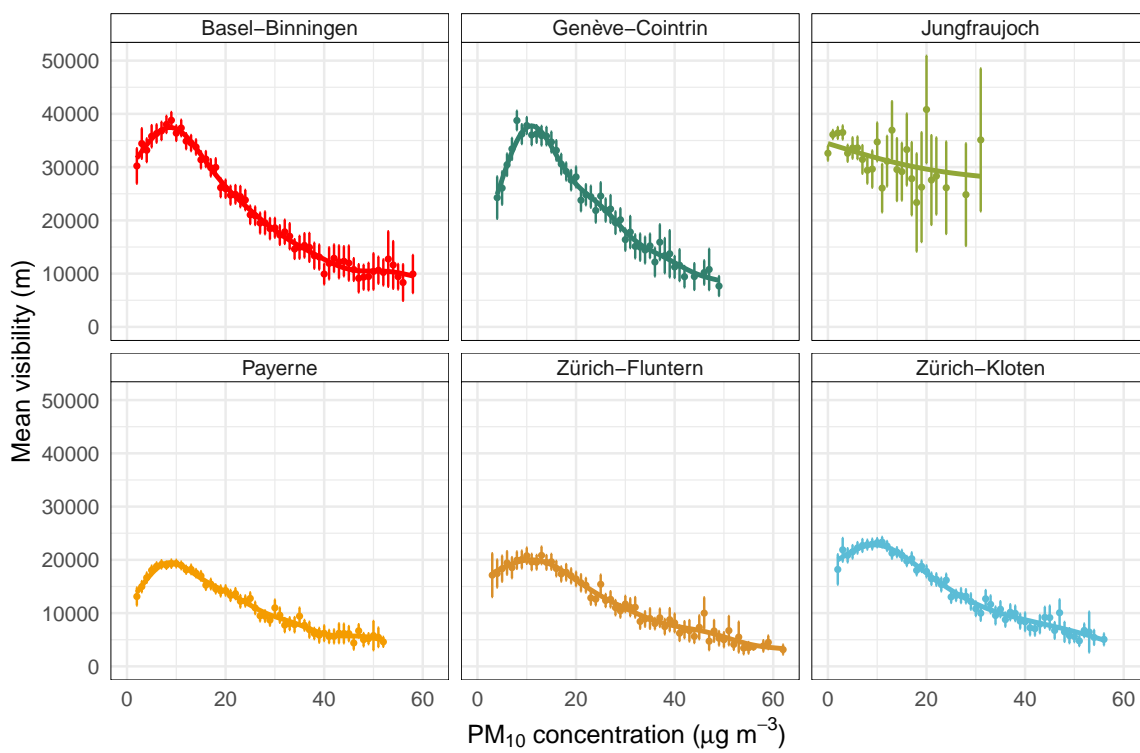 Basel−Binningen
Genève−Cointrin
Jungfraujoch
50000
40000
30000
20000
10000
0
Payerne
Zürich−Fluntern
Zürich−Kloten
50000
40000
30000
20000
10000
0
0 20 40 60
0 20 40 60
0 20 40 60
Mean visibility (m)
PM₁₀ concentration (µg m⁻³)